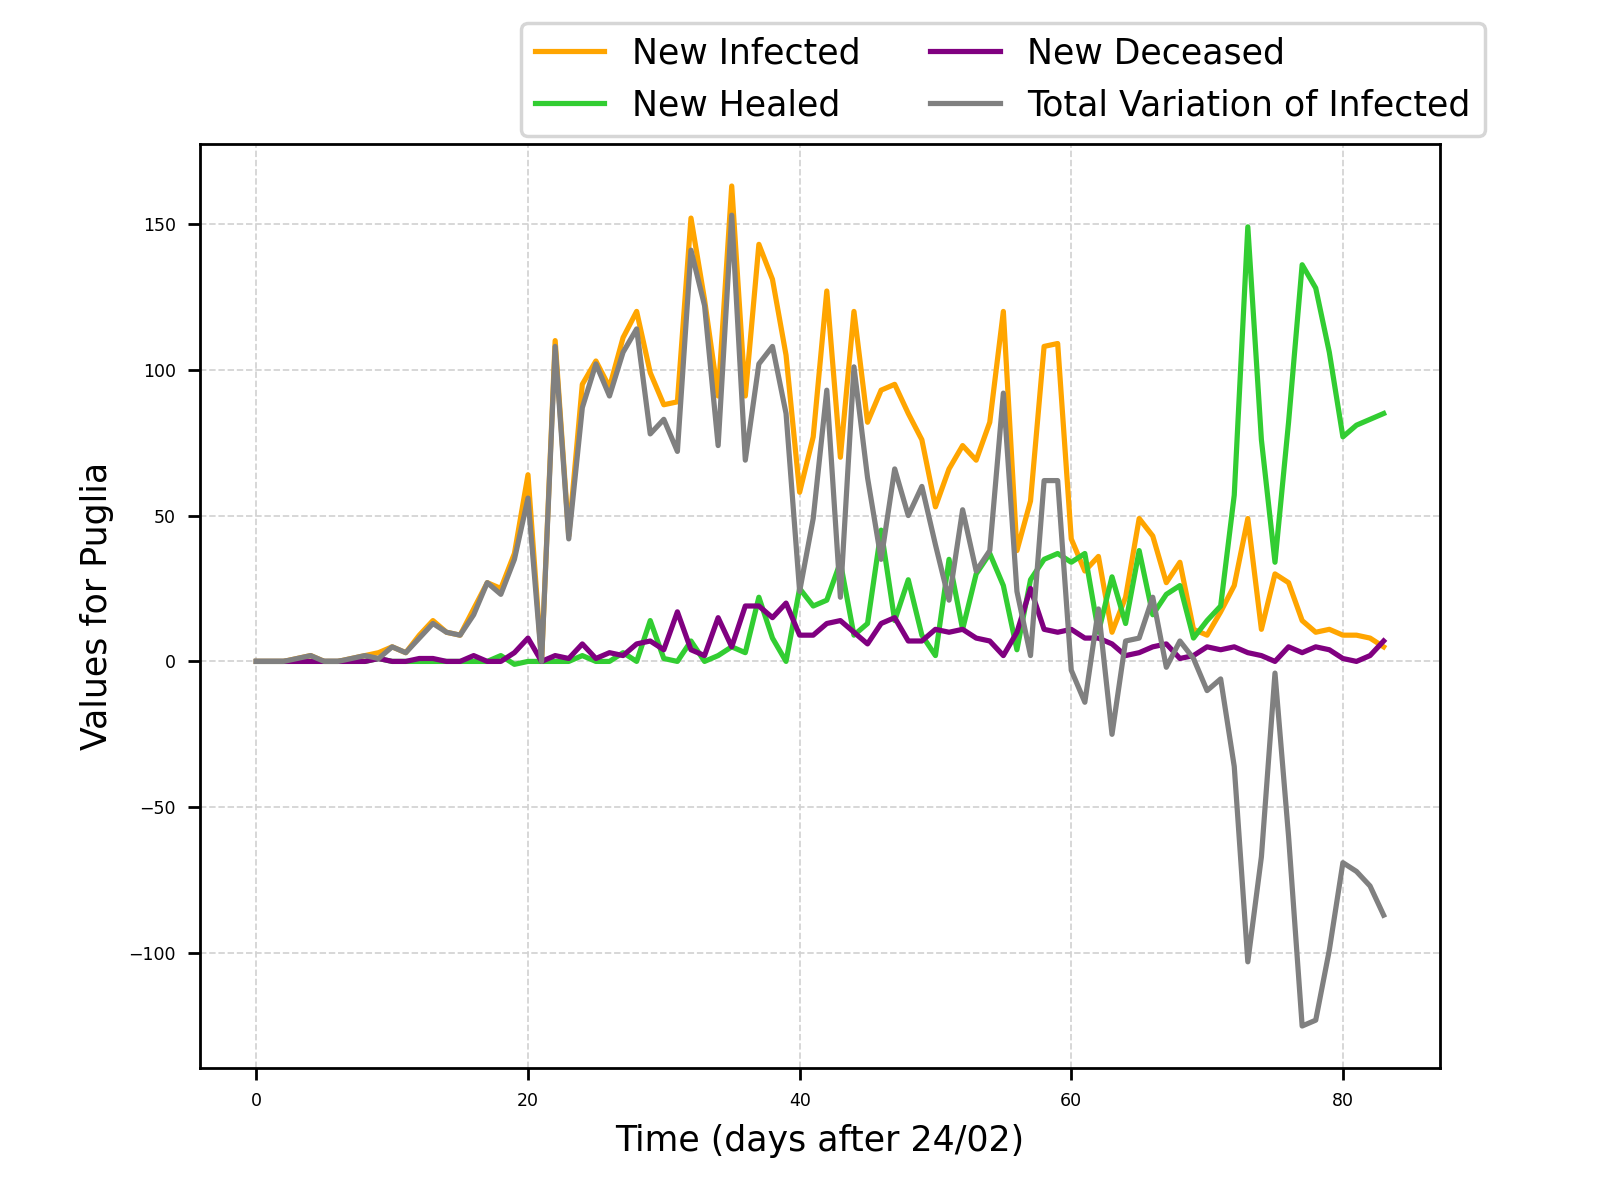 New Infected
New Healed
New Deceased
Total Variation of Infected
150
100
50
0
−50
−100
Values for Puglia
0 20 40 60 80
Time (days after 24/02)